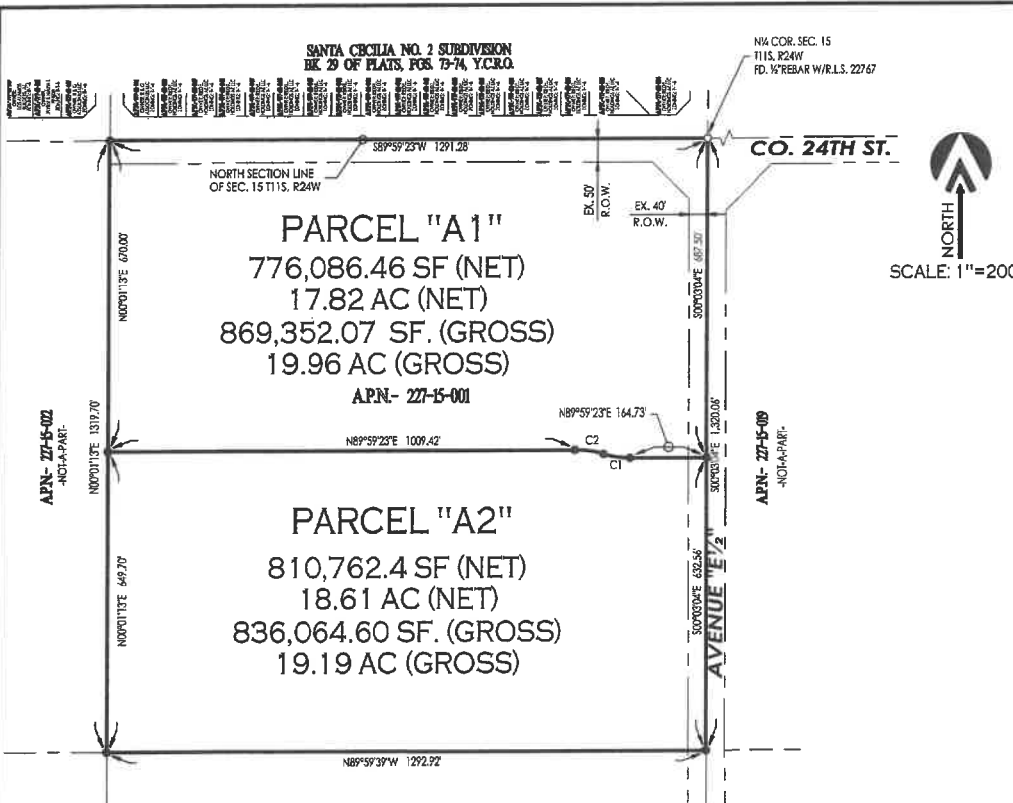 SANTA CECILIA NO. 2 SUBDIVISION
BK. 29 OF PLATS, PGS. 73-74, Y.C.R.O.
N¼ COR. SEC. 15
T11S, R24W
FD. ½"REBAR W/R.L.S. 22767
S89°59'23"W 1291.28'
CO. 24TH ST.
NORTH SECTION LINE
OF SEC. 15 T11S, R24W
EX. 50'
R.O.W.
EX. 40'
R.O.W.
NORTH
SCALE: 1"=200
PARCEL "A1"
776,086.46 SF (NET)
17.82 AC (NET)
869,352.07 SF. (GROSS)
19.96 AC (GROSS)
A.P.N.- 227-15-001
N00°01'13"E 670.00'
S00°03'04"E 687.50'
N89°59'23"E 164.73'
N89°59'23"E 1009.42'
C2
C1
A.P.N.- 227-15-022
-NOT-A-PART-
N00°01'13"E 1319.70'
S00°03'04"E 1,320.06'
A.P.N.- 227-15-019
-NOT-A-PART-
PARCEL "A2"
810,762.4 SF (NET)
18.61 AC (NET)
836,064.60 SF. (GROSS)
19.19 AC (GROSS)
N00°01'13"E 649.70'
S00°03'04"E 632.56'
AVENUE "E½"
N89°59'39"W 1292.92'